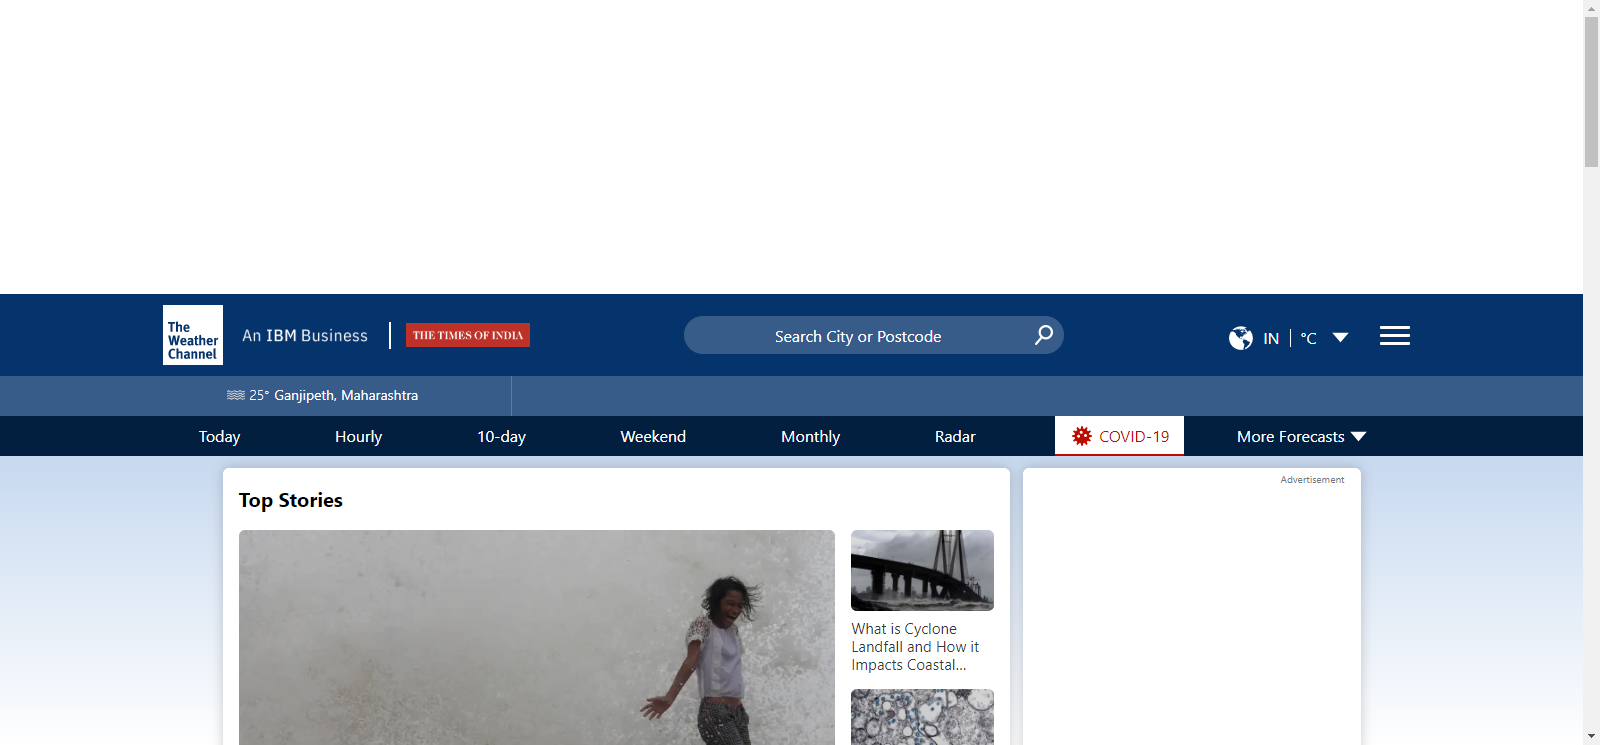 The
Weather
Channel
An IBM Business
THE TIMES OF INDIA
Search City or Postcode
IN
°C
25° Ganjipeth, Maharashtra
Today
Hourly
10-day
Weekend
Monthly
Radar
COVID-19
More Forecasts
Top Stories
Advertisement
What is Cyclone
Landfall and How it
Impacts Coastal...